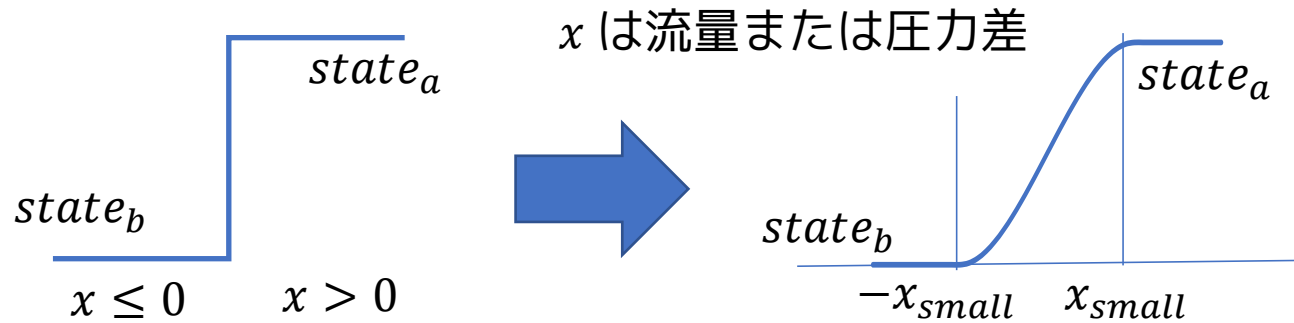 x は流量または圧力差
state_a
state_b
x ≤ 0
x > 0
state_a
state_b
−x_small
x_small